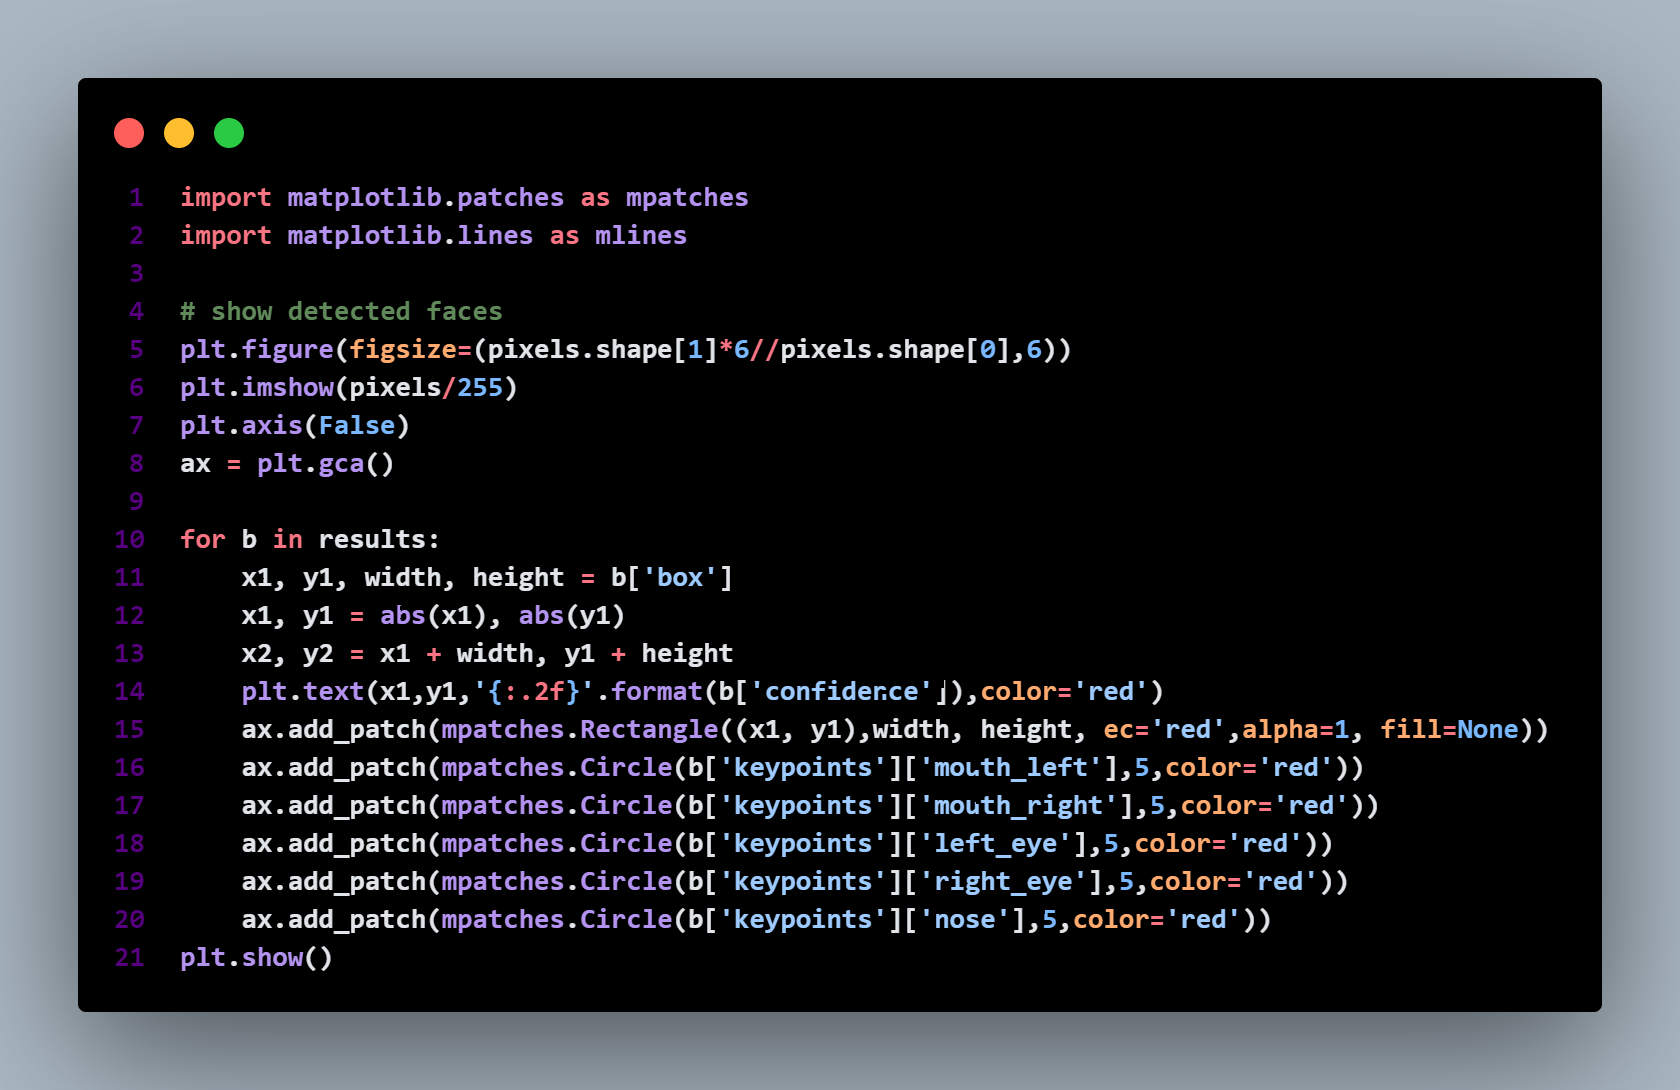 1 import matplotlib.patches as mpatches
2 import matplotlib.lines as mlines
3
4 # show detected faces
5 plt.figure(figsize=(pixels.shape[1]*6//pixels.shape[0],6))
6 plt.imshow(pixels/255)
7 plt.axis(False)
8 ax = plt.gca()
9
10 for b in results:
11     x1, y1, width, height = b['box']
12     x1, y1 = abs(x1), abs(y1)
13     x2, y2 = x1 + width, y1 + height
14     plt.text(x1,y1,'{:.2f}'.format(b['confidence']),color='red')
15     ax.add_patch(mpatches.Rectangle((x1, y1),width, height, ec='red',alpha=1, fill=None))
16     ax.add_patch(mpatches.Circle(b['keypoints']['mouth_left'],5,color='red'))
17     ax.add_patch(mpatches.Circle(b['keypoints']['mouth_right'],5,color='red'))
18     ax.add_patch(mpatches.Circle(b['keypoints']['left_eye'],5,color='red'))
19     ax.add_patch(mpatches.Circle(b['keypoints']['right_eye'],5,color='red'))
20     ax.add_patch(mpatches.Circle(b['keypoints']['nose'],5,color='red'))
21 plt.show()